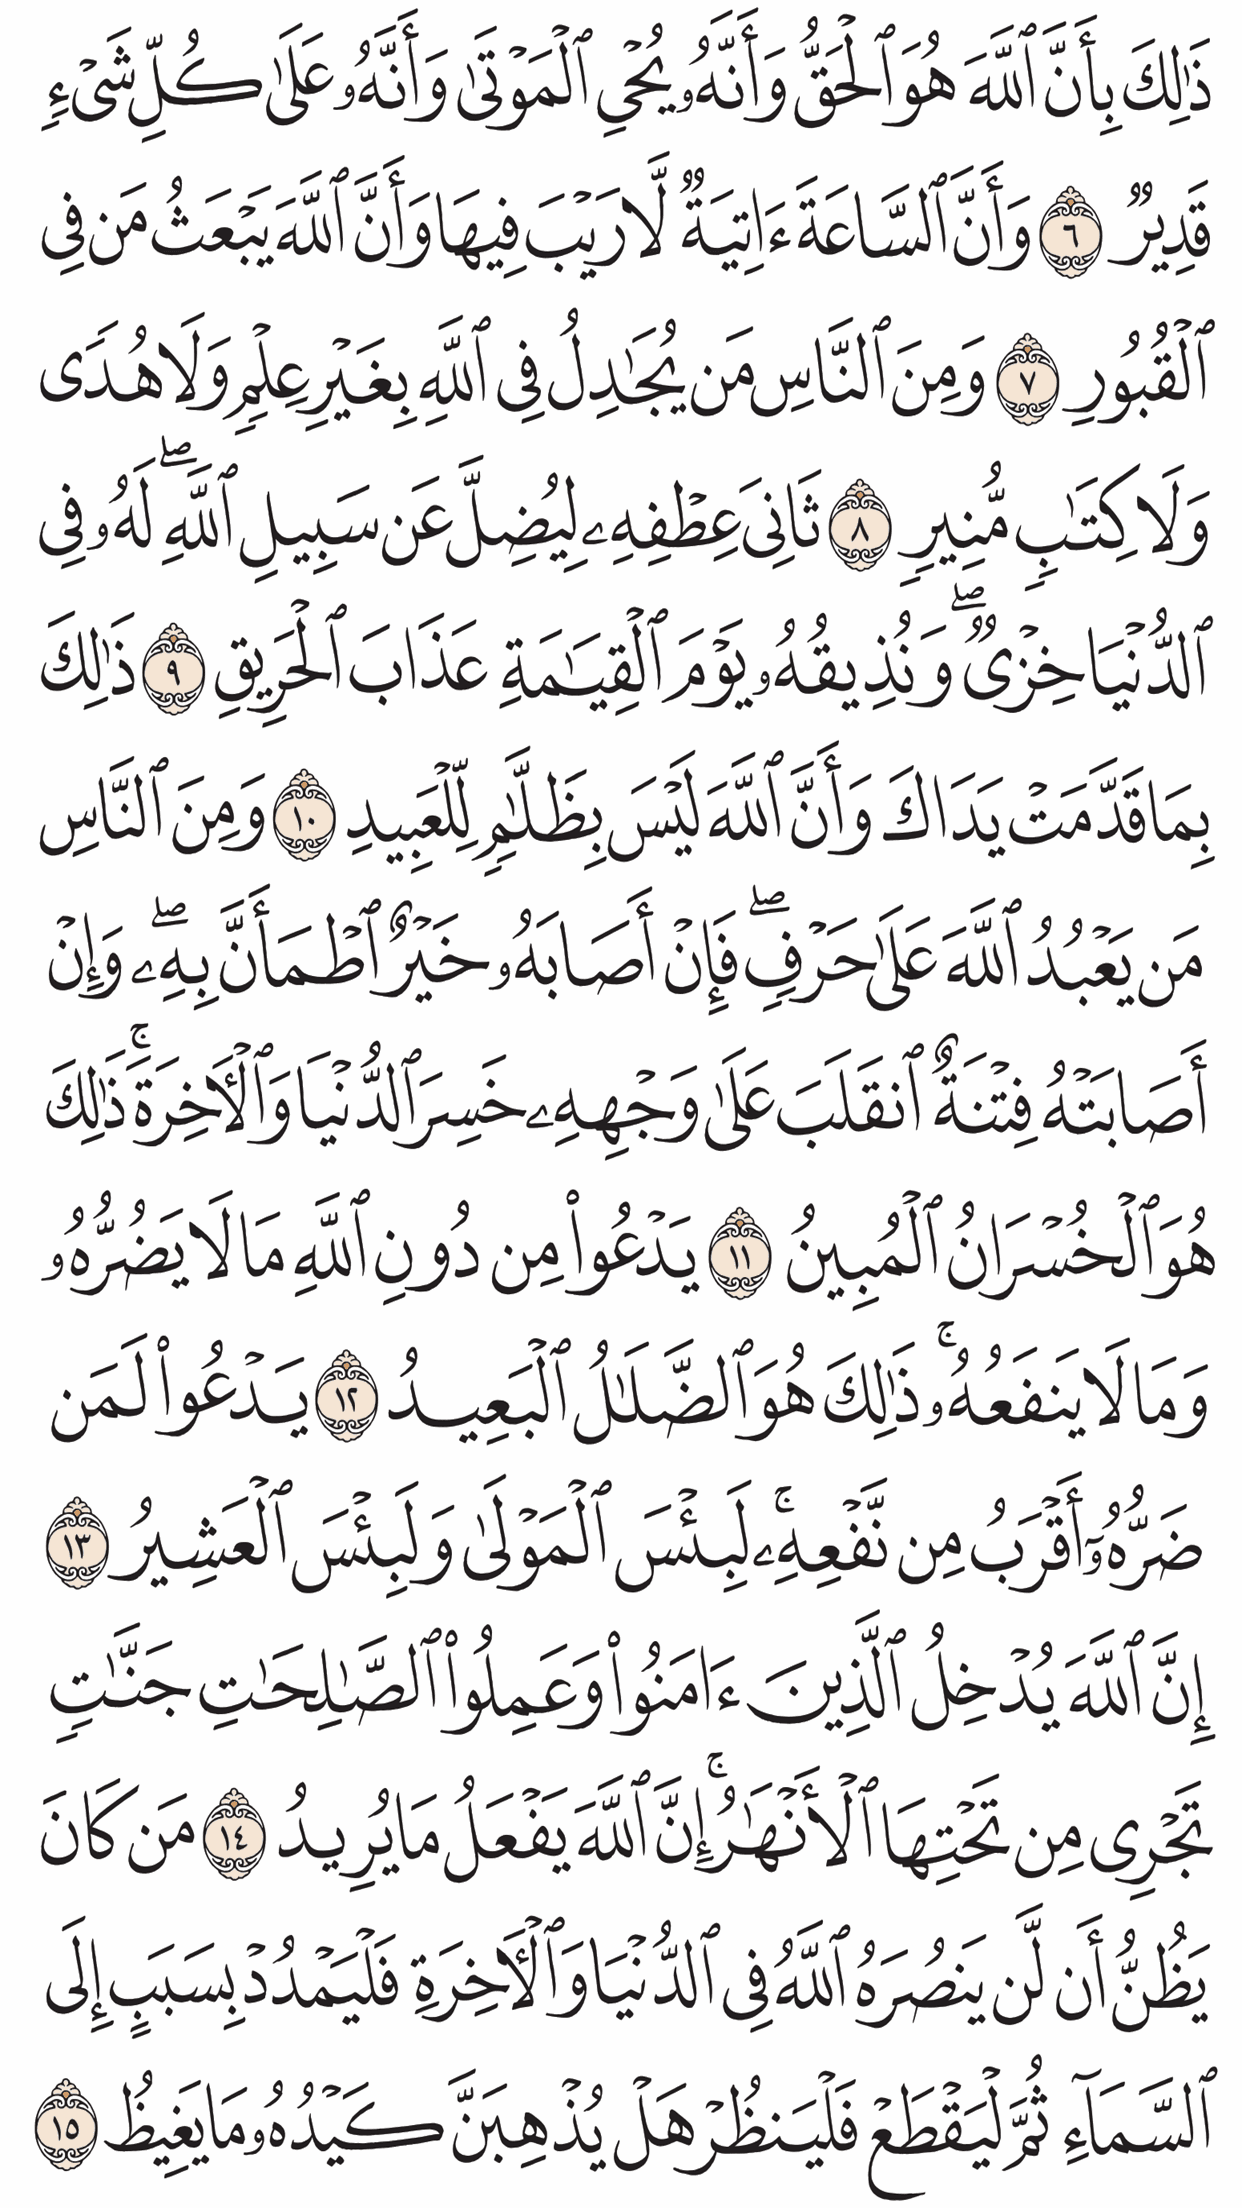 ذَٰلِكَ بِأَنَّ ٱللَّهَ هُوَ ٱلۡحَقُّ وَأَنَّهُۥ يُحۡيِ ٱلۡمَوۡتَىٰ وَأَنَّهُۥ عَلَىٰ كُلِّ شَيۡءٖ
قَدِيرٞ ٦ وَأَنَّ ٱلسَّاعَةَ ءَاتِيَةٞ لَّا رَيۡبَ فِيهَا وَأَنَّ ٱللَّهَ يَبۡعَثُ مَن فِي
ٱلۡقُبُورِ ٧ وَمِنَ ٱلنَّاسِ مَن يُجَٰدِلُ فِي ٱللَّهِ بِغَيۡرِ عِلۡمٖ وَلَا هُدٗى
وَلَا كِتَٰبٖ مُّنِيرٖ ٨ ثَانِيَ عِطۡفِهِۦ لِيُضِلَّ عَن سَبِيلِ ٱللَّهِۖ لَهُۥ فِي
ٱلدُّنۡيَا خِزۡيٞۖ وَنُذِيقُهُۥ يَوۡمَ ٱلۡقِيَٰمَةِ عَذَابَ ٱلۡحَرِيقِ ٩ ذَٰلِكَ
بِمَا قَدَّمَتۡ يَدَاكَ وَأَنَّ ٱللَّهَ لَيۡسَ بِظَلَّٰمٖ لِّلۡعَبِيدِ ١٠ وَمِنَ ٱلنَّاسِ
مَن يَعۡبُدُ ٱللَّهَ عَلَىٰ حَرۡفٖۖ فَإِنۡ أَصَابَهُۥ خَيۡرٌ ٱطۡمَأَنَّ بِهِۦۖ وَإِنۡ
أَصَابَتۡهُ فِتۡنَةٌ ٱنقَلَبَ عَلَىٰ وَجۡهِهِۦ خَسِرَ ٱلدُّنۡيَا وَٱلۡأٓخِرَةَۚ ذَٰلِكَ
هُوَ ٱلۡخُسۡرَانُ ٱلۡمُبِينُ ١١ يَدۡعُواْ مِن دُونِ ٱللَّهِ مَا لَا يَضُرُّهُۥ
وَمَا لَا يَنفَعُهُۥۚ ذَٰلِكَ هُوَ ٱلضَّلَٰلُ ٱلۡبَعِيدُ ١٢ يَدۡعُواْ لَمَن
ضَرُّهُۥٓ أَقۡرَبُ مِن نَّفۡعِهِۦۚ لَبِئۡسَ ٱلۡمَوۡلَىٰ وَلَبِئۡسَ ٱلۡعَشِيرُ ١٣
إِنَّ ٱللَّهَ يُدۡخِلُ ٱلَّذِينَ ءَامَنُواْ وَعَمِلُواْ ٱلصَّٰلِحَٰتِ جَنَّٰتٖ
تَجۡرِي مِن تَحۡتِهَا ٱلۡأَنۡهَٰرُۚ إِنَّ ٱللَّهَ يَفۡعَلُ مَا يُرِيدُ ١٤ مَن كَانَ
يَظُنُّ أَن لَّن يَنصُرَهُ ٱللَّهُ فِي ٱلدُّنۡيَا وَٱلۡأٓخِرَةِ فَلۡيَمۡدُدۡ بِسَبَبٍ إِلَى
ٱلسَّمَآءِ ثُمَّ لۡيَقۡطَعۡ فَلۡيَنظُرۡ هَلۡ يُذۡهِبَنَّ كَيۡدُهُۥ مَا يَغِيظُ ١٥